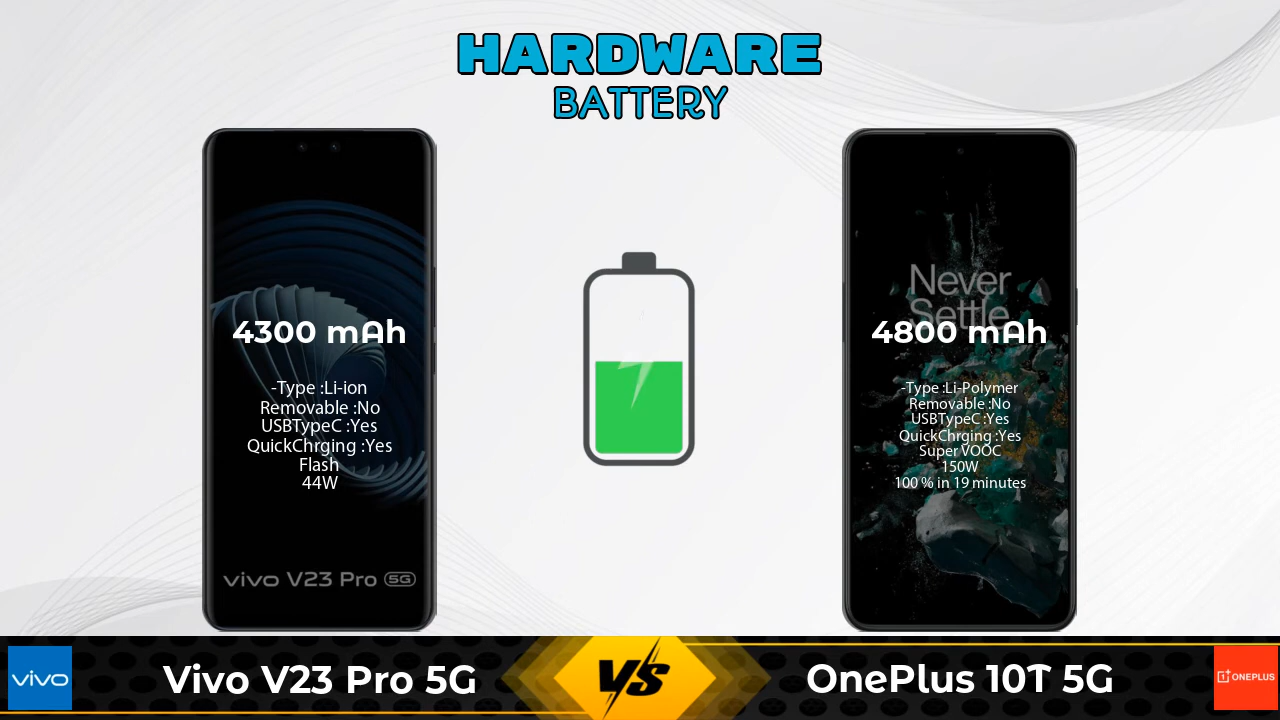 HARDWARE
BATTERY
4300 mAh
-Type :Li-ion
Removable :No
USBTypeC :Yes
QuickChrging :Yes
Flash
44W
vivo V23 Pro 5G
Never
Settle
4800 mAh
-Type :Li-Polymer
Removable :No
USBTypeC :Yes
QuickChrging :Yes
Super VOOC
150W
100 % in 19 minutes
vivo
Vivo V23 Pro 5G
VS
OnePlus 10T 5G
1+ ONEPLUS